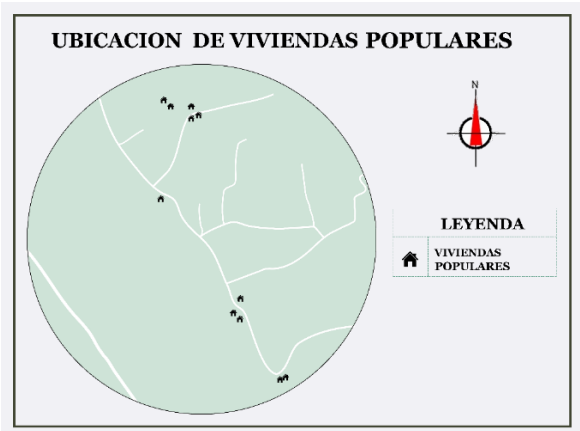 UBICACION DE VIVIENDAS POPULARES
N
LEYENDA
VIVIENDAS
POPULARES